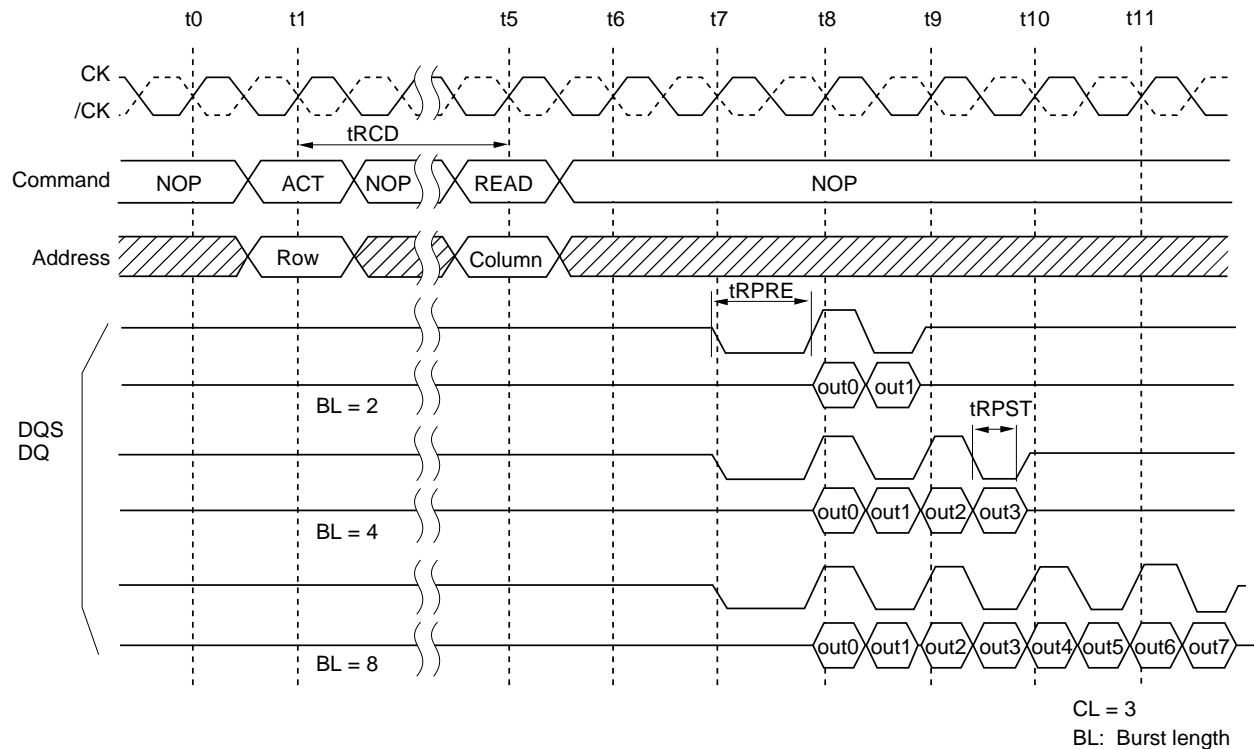 t0 t1 t5 t6 t7 t8 t9 t10 t11
CK
/CK
tRCD
Command NOP ACT NOP READ NOP
Address Row Column
tRPRE
out0 out1
BL = 2
tRPST
DQS
DQ
out0 out1 out2 out3
BL = 4
out0 out1 out2 out3 out4 out5 out6 out7
BL = 8
CL = 3
BL: Burst length